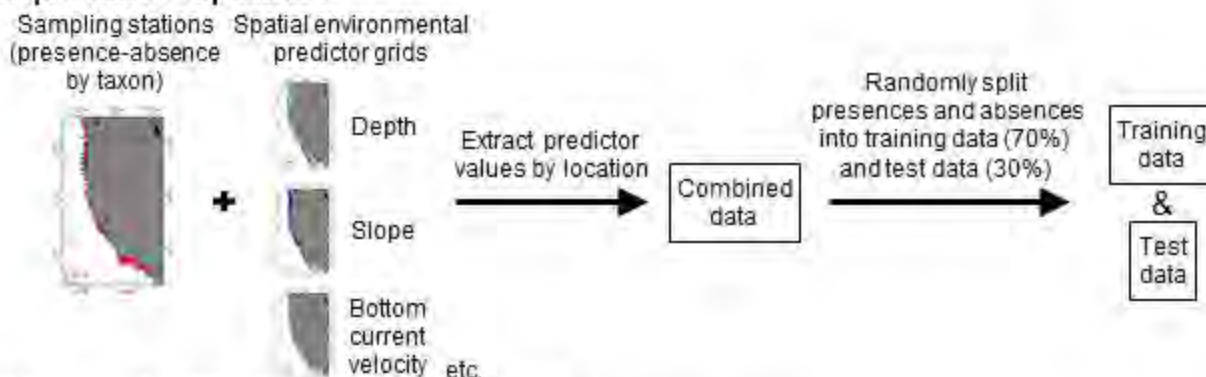 Sampling stations
(presence-absence
by taxon)
Spatial environmental
predictor grids
Depth
Slope
Bottom
current
velocity
etc
Extract predictor
values by location
Combined
data
Randomly split
presences and absences
into training data (70%)
and test data (30%)
Training
data
&
Test
data